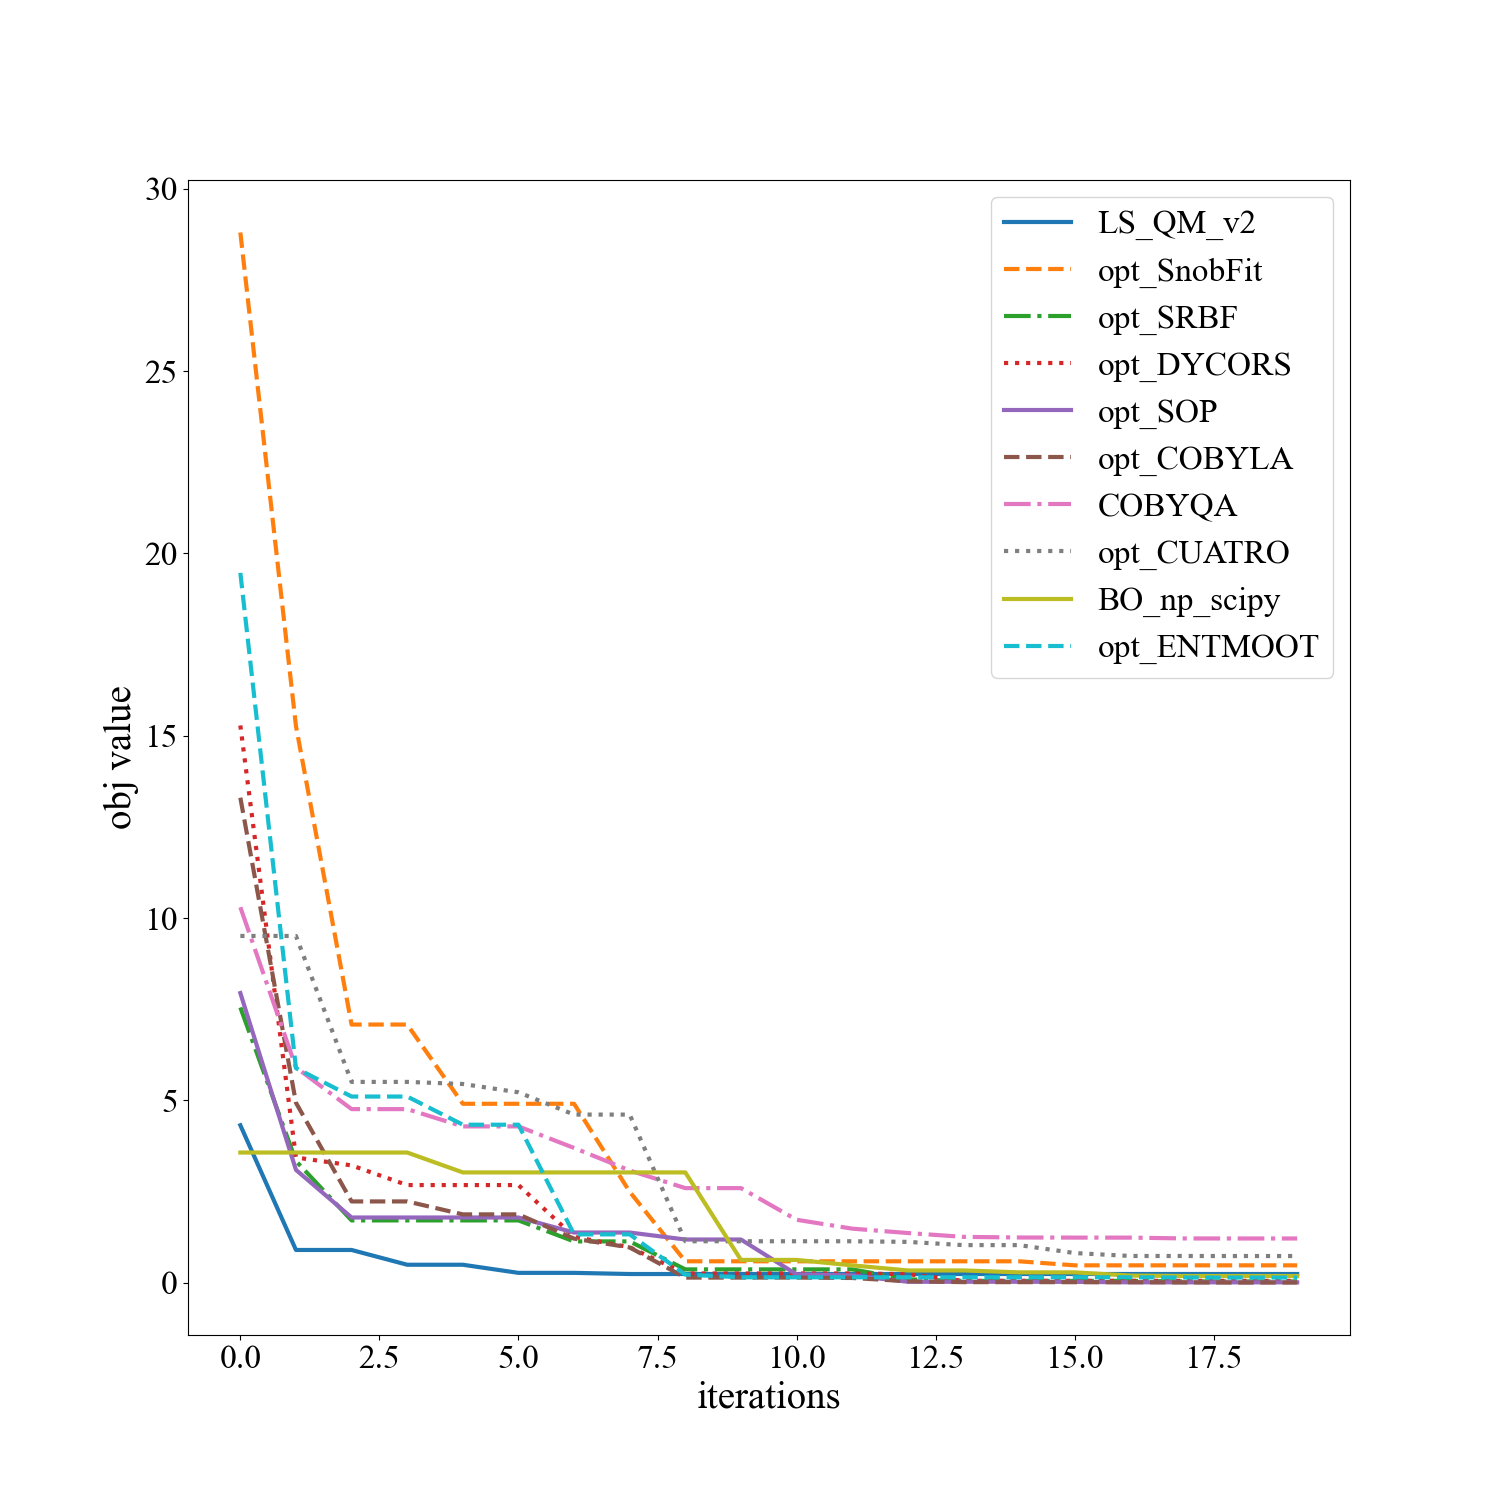 30
25
20
15
10
5
0
obj value
0.0 2.5 5.0 7.5 10.0 12.5 15.0 17.5
iterations
LS_QM_v2
opt_SnobFit
opt_SRBF
opt_DYCORS
opt_SOP
opt_COBYLA
COBYQA
opt_CUATRO
BO_np_scipy
opt_ENTMOOT